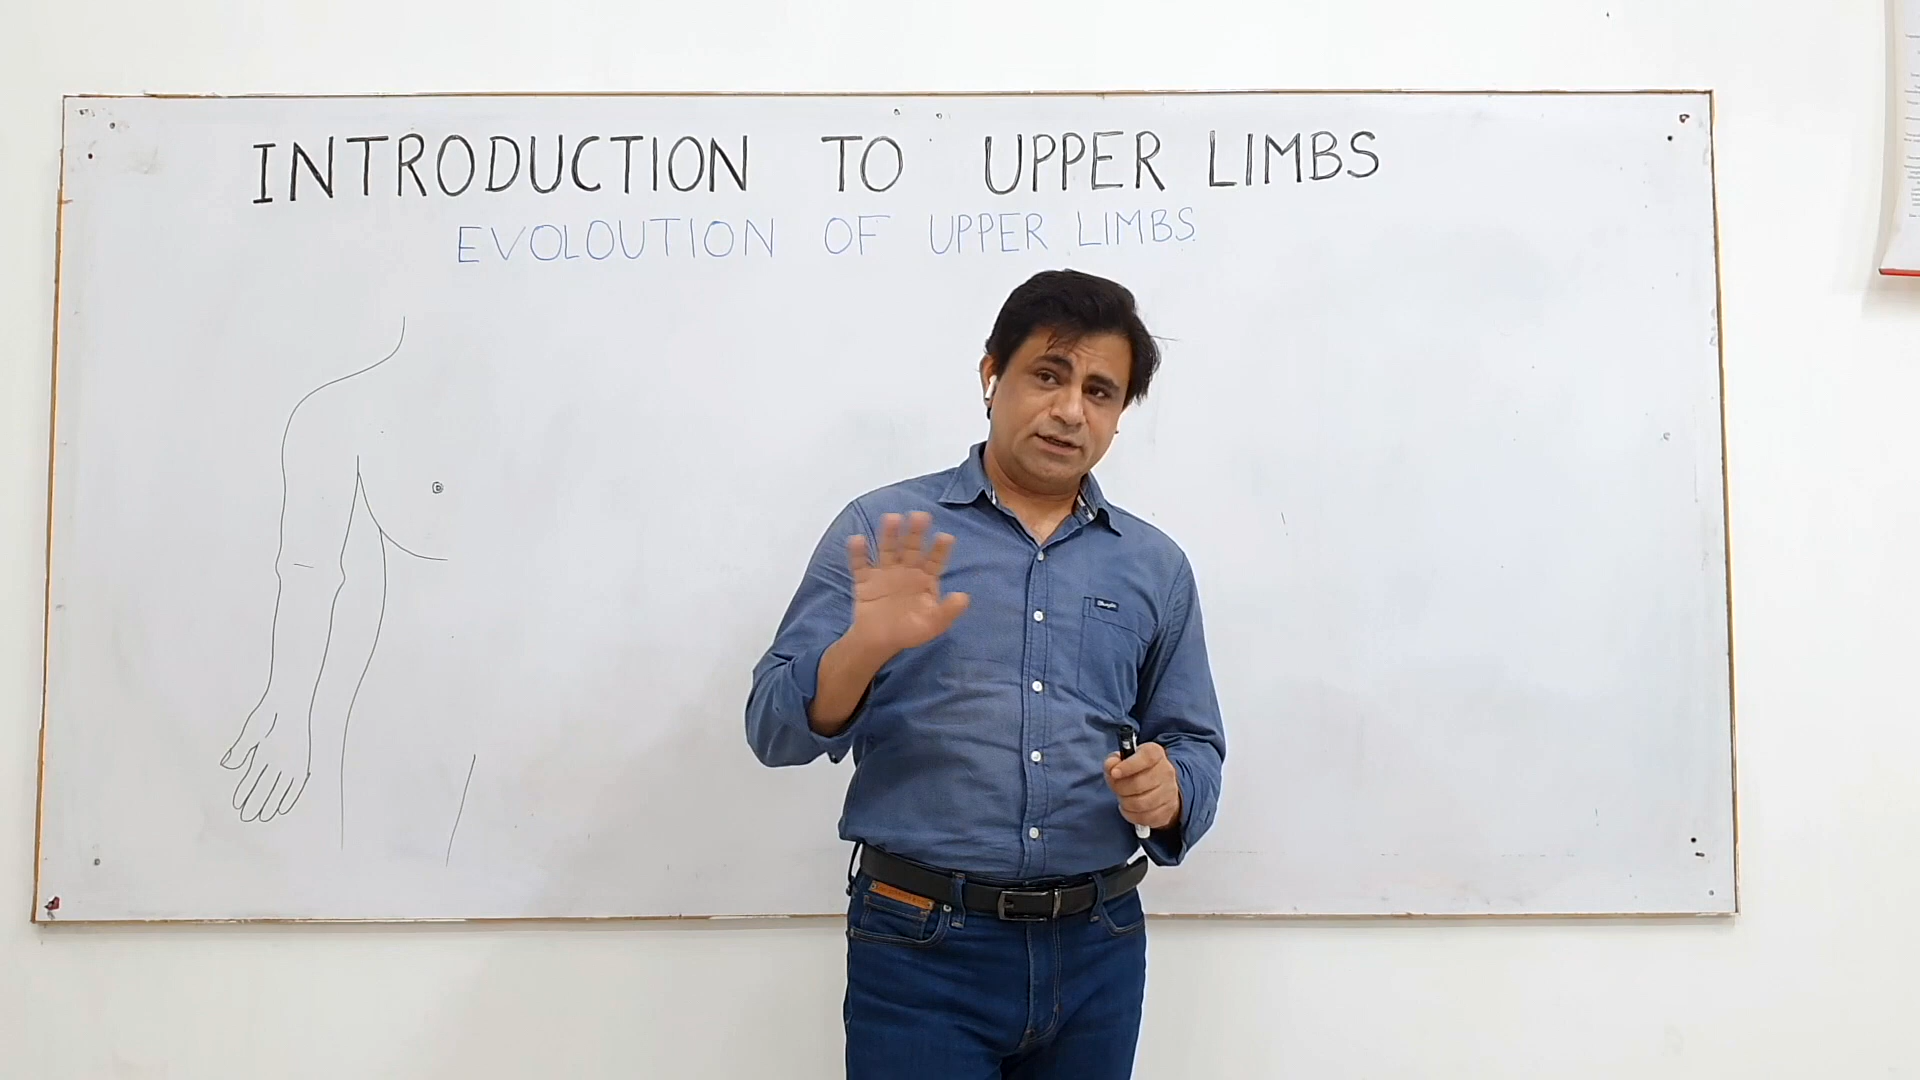 INTRODUCTION TO UPPER LIMBS
EVOLOUTION OF UPPER LIMBS